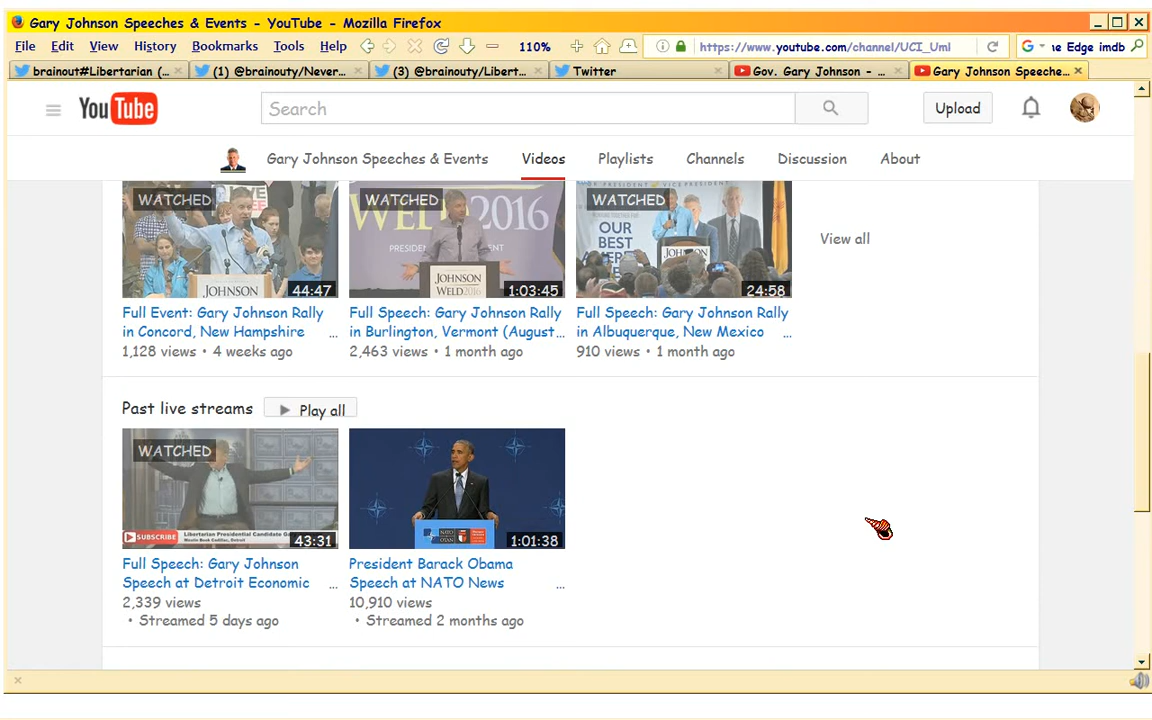 Gary Johnson Speeches & Events - YouTube - Mozilla Firefox
File Edit View History Bookmarks Tools Help 110% https://www.youtube.com/channel/UCI_Uml Edge imdb
brainout#Libertarian (... (1) @brainouty/Never... (3) @brainouty/Libert... Twitter Gov. Gary Johnson - ... Gary Johnson Speeche...
YouTube Search Upload
Gary Johnson Speeches & Events Videos Playlists Channels Discussion About
WATCHED WATCHED WATCHED
WELD 2016
OUR BEST
JOHNSON JOHNSON WELD 2016 JOHNSON
44:47 1:03:45 24:58
View all
Full Event: Gary Johnson Rally in Concord, New Hampshire ...
1,128 views • 4 weeks ago
Full Speech: Gary Johnson Rally in Burlington, Vermont (August...
2,463 views • 1 month ago
Full Speech: Gary Johnson Rally in Albuquerque, New Mexico ...
910 views • 1 month ago
Past live streams Play all
WATCHED
SUBSCRIBE Libertarian Presidential Candidate
43:31 1:01:38
Full Speech: Gary Johnson Speech at Detroit Economic ...
2,339 views
• Streamed 5 days ago
President Barack Obama Speech at NATO News ...
10,910 views
• Streamed 2 months ago